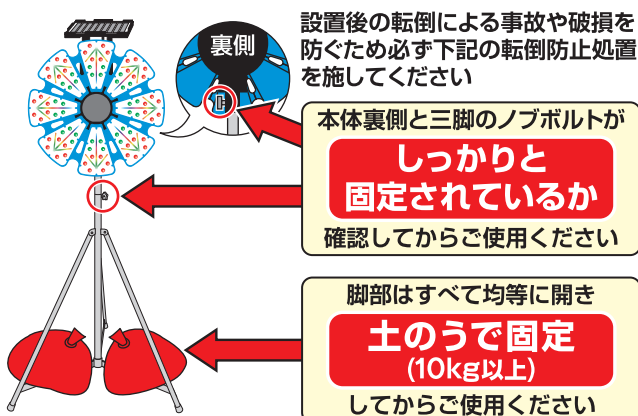 裏側
設置後の転倒による事故や破損を
防ぐため必ず下記の転倒防止処置
を施してください
本体裏側と三脚のノブボルトが
しっかりと
固定されているか
確認してからご使用ください
脚部はすべて均等に開き
土のうで固定
(10kg以上)
してからご使用ください